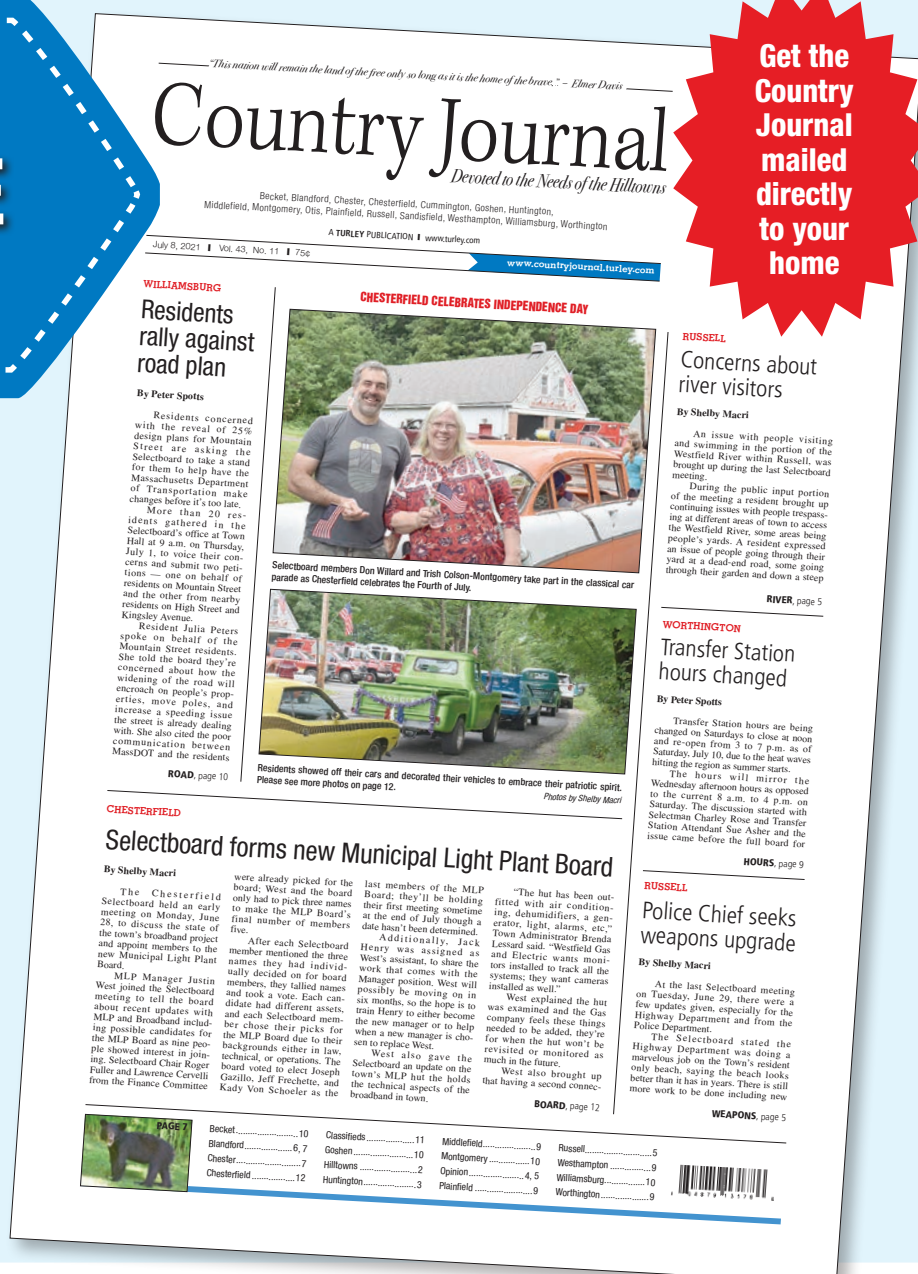 "This nation will remain the land of the free only so long as it is the home of the brave." – Elmer Davis
Country Journal
Devoted to the Needs of the Hilltowns
Becket, Blandford, Chester, Chesterfield, Cummington, Goshen, Huntington,
Middlefield, Montgomery, Otis, Plainfield, Russell, Sandisfield, Westhampton, Williamsburg, Worthington
A TURLEY PUBLICATION | www.turley.com
July 8, 2021 | Vol. 43, No. 11 | 75¢
www.countryjournal.turley.com
Get the
Country
Journal
mailed
directly
to your
home
WILLIAMSBURG
Residents
rally against
road plan
By Peter Spotts
Residents concerned
with the reveal of 25%
design plans for Mountain
Street are asking the
Selectboard to take a stand
for them to help have the
Massachusetts Department
of Transportation make
changes before it's too late.
More than 20 res-
idents gathered in the
Selectboard's office at Town
Hall at 9 a.m. on Thursday,
July 1, to voice their con-
cerns and submit two peti-
tions — one on behalf of
residents on Mountain Street
and the other from nearby
residents on High Street and
Kingsley Avenue.
Resident Julia Peters
spoke on behalf of the
Mountain Street residents.
She told the board they're
concerned about how the
widening of the road will
encroach on people's prop-
erties, move poles, and
increase a speeding issue
the street is already dealing
with. She also cited the poor
communication between
MassDOT and the residents
ROAD, page 10
CHESTERFIELD CELEBRATES INDEPENDENCE DAY
Selectboard members Don Willard and Trish Colson-Montgomery take part in the classical car
parade as Chesterfield celebrates the Fourth of July.
Residents showed off their cars and decorated their vehicles to embrace their patriotic spirit.
Please see more photos on page 12.
Photos by Shelby Macri
RUSSELL
Concerns about
river visitors
By Shelby Macri
An issue with people visiting
and swimming in the portion of the
Westfield River within Russell, was
brought up during the last Selectboard
meeting.
During the public input portion
of the meeting a resident brought up
continuing issues with people trespass-
ing at different areas of town to access
the Westfield River, some areas being
people's yards. A resident expressed
an issue of people going through their
yard at a dead-end road, some going
through their garden and down a steep
RIVER, page 5
WORTHINGTON
Transfer Station
hours changed
By Peter Spotts
Transfer Station hours are being
changed on Saturdays to close at noon
and re-open from 3 to 7 p.m. as of
Saturday, July 10, due to the heat waves
hitting the region as summer starts.
The hours will mirror the
Wednesday afternoon hours as opposed
to the current 8 a.m. to 4 p.m. on
Saturday. The discussion started with
Selectman Charley Rose and Transfer
Station Attendant Sue Asher and the
issue came before the full board for
HOURS, page 9
RUSSELL
Police Chief seeks
weapons upgrade
By Shelby Macri
At the last Selectboard meeting
on Tuesday, June 29, there were a
few updates given, especially for the
Highway Department and from the
Police Department.
The Selectboard stated the
Highway Department was doing a
marvelous job on the Town's resident
only beach, saying the beach looks
better than it has in years. There is still
more work to be done including new
WEAPONS, page 5
CHESTERFIELD
Selectboard forms new Municipal Light Plant Board
By Shelby Macri
The Chesterfield
Selectboard held an early
meeting on Monday, June
28, to discuss the state of
the town's broadband project
and appoint members to the
new Municipal Light Plant
Board.
MLP Manager Justin
West joined the Selectboard
meeting to tell the board
about recent updates with
MLP and Broadband includ-
ing possible candidates for
the MLP Board as nine peo-
ple showed interest in join-
ing. Selectboard Chair Roger
Fuller and Lawrence Cervelli
from the Finance Committee
were already picked for the
board; West and the board
only had to pick three names
to make the MLP Board's
final number of members
five.
After each Selectboard
member mentioned the three
names they had individ-
ually decided on for board
members, they tallied names
and took a vote. Each can-
didate had different assets,
and each Selectboard mem-
ber chose their picks for
the MLP Board due to their
backgrounds either in law,
technical, or operations. The
board voted to elect Joseph
Gazillo, Jeff Frechette, and
Kady Von Schoeler as the
last members of the MLP
Board; they'll be holding
their first meeting sometime
at the end of July though a
date hasn't been determined.
Additionally, Jack
Henry was assigned as
West's assistant, to share the
work that comes with the
Manager position. West will
possibly be moving on in
six months, so the hope is to
train Henry to either become
the new manager or to help
when a new manager is cho-
sen to replace West.
West also gave the
Selectboard an update on the
town's MLP hut the holds
the technical aspects of the
broadband in town.
"The hut has been out-
fitted with air condition-
ing, dehumidifiers, a gen-
erator, light, alarms, etc,"
Town Administrator Brenda
Lessard said. "Westfield Gas
and Electric wants moni-
tors installed to track all the
systems; they want cameras
installed as well."
West explained the hut
was examined and the Gas
company feels these things
needed to be added, they're
for when the hut won't be
revisited or monitored as
much in the future.
West also brought up
that having a second connec-
BOARD, page 12
PAGE 7
Becket 10
Blandford 6, 7
Chester 7
Chesterfield 12
Classifieds 11
Goshen 10
Hilltowns 2
Huntington 3
Middlefield 9
Montgomery 10
Opinion 4, 5
Plainfield 9
Russell 5
Westhampton 9
Williamsburg 10
Worthington 9